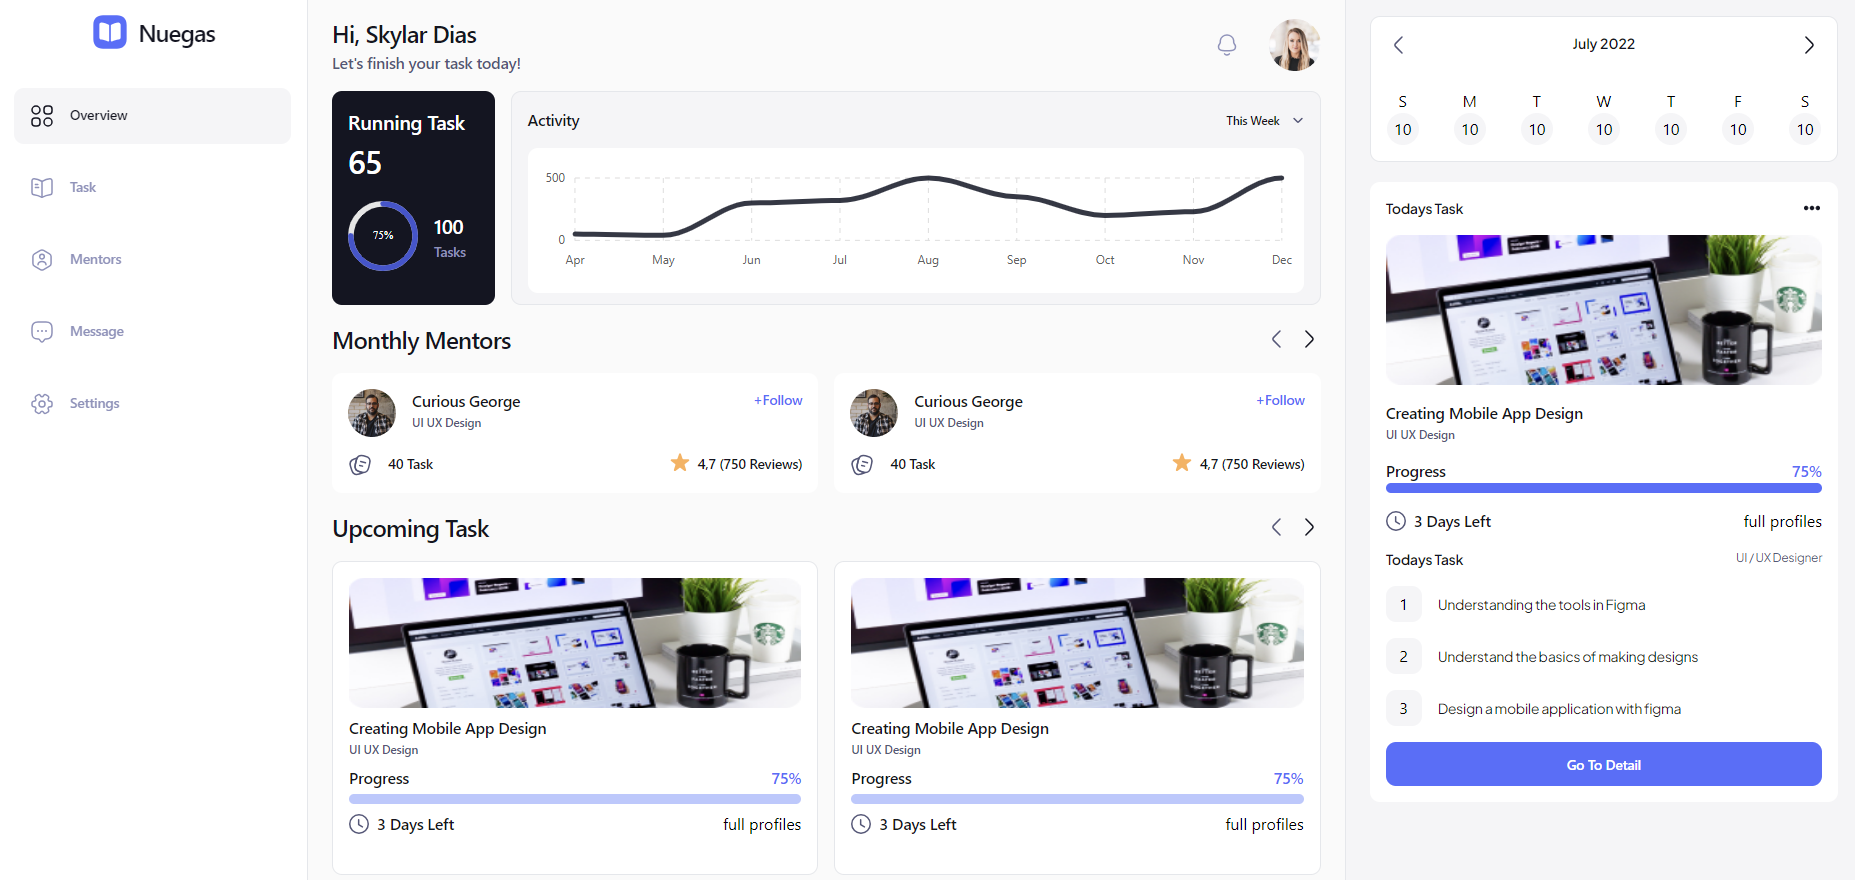 Nuegas
Overview
Task
Mentors
Message
Settings
Hi, Skylar Dias
Let's finish your task today!
Running Task
65
75%
100
Tasks
Activity
This Week
500
0
Apr May Jun Jul Aug Sep Oct Nov Dec
Monthly Mentors
Curious George
UI UX Design
+Follow
40 Task
4,7 (750 Reviews)
Curious George
UI UX Design
+Follow
40 Task
4,7 (750 Reviews)
Upcoming Task
Creating Mobile App Design
UI UX Design
Progress 75%
3 Days Left full profiles
Creating Mobile App Design
UI UX Design
Progress 75%
3 Days Left full profiles
July 2022
S M T W T F S
10 10 10 10 10 10 10
Todays Task
Creating Mobile App Design
UI UX Design
Progress 75%
3 Days Left full profiles
Todays Task UI / UX Designer
1 Understanding the tools in Figma
2 Understand the basics of making designs
3 Design a mobile application with figma
Go To Detail